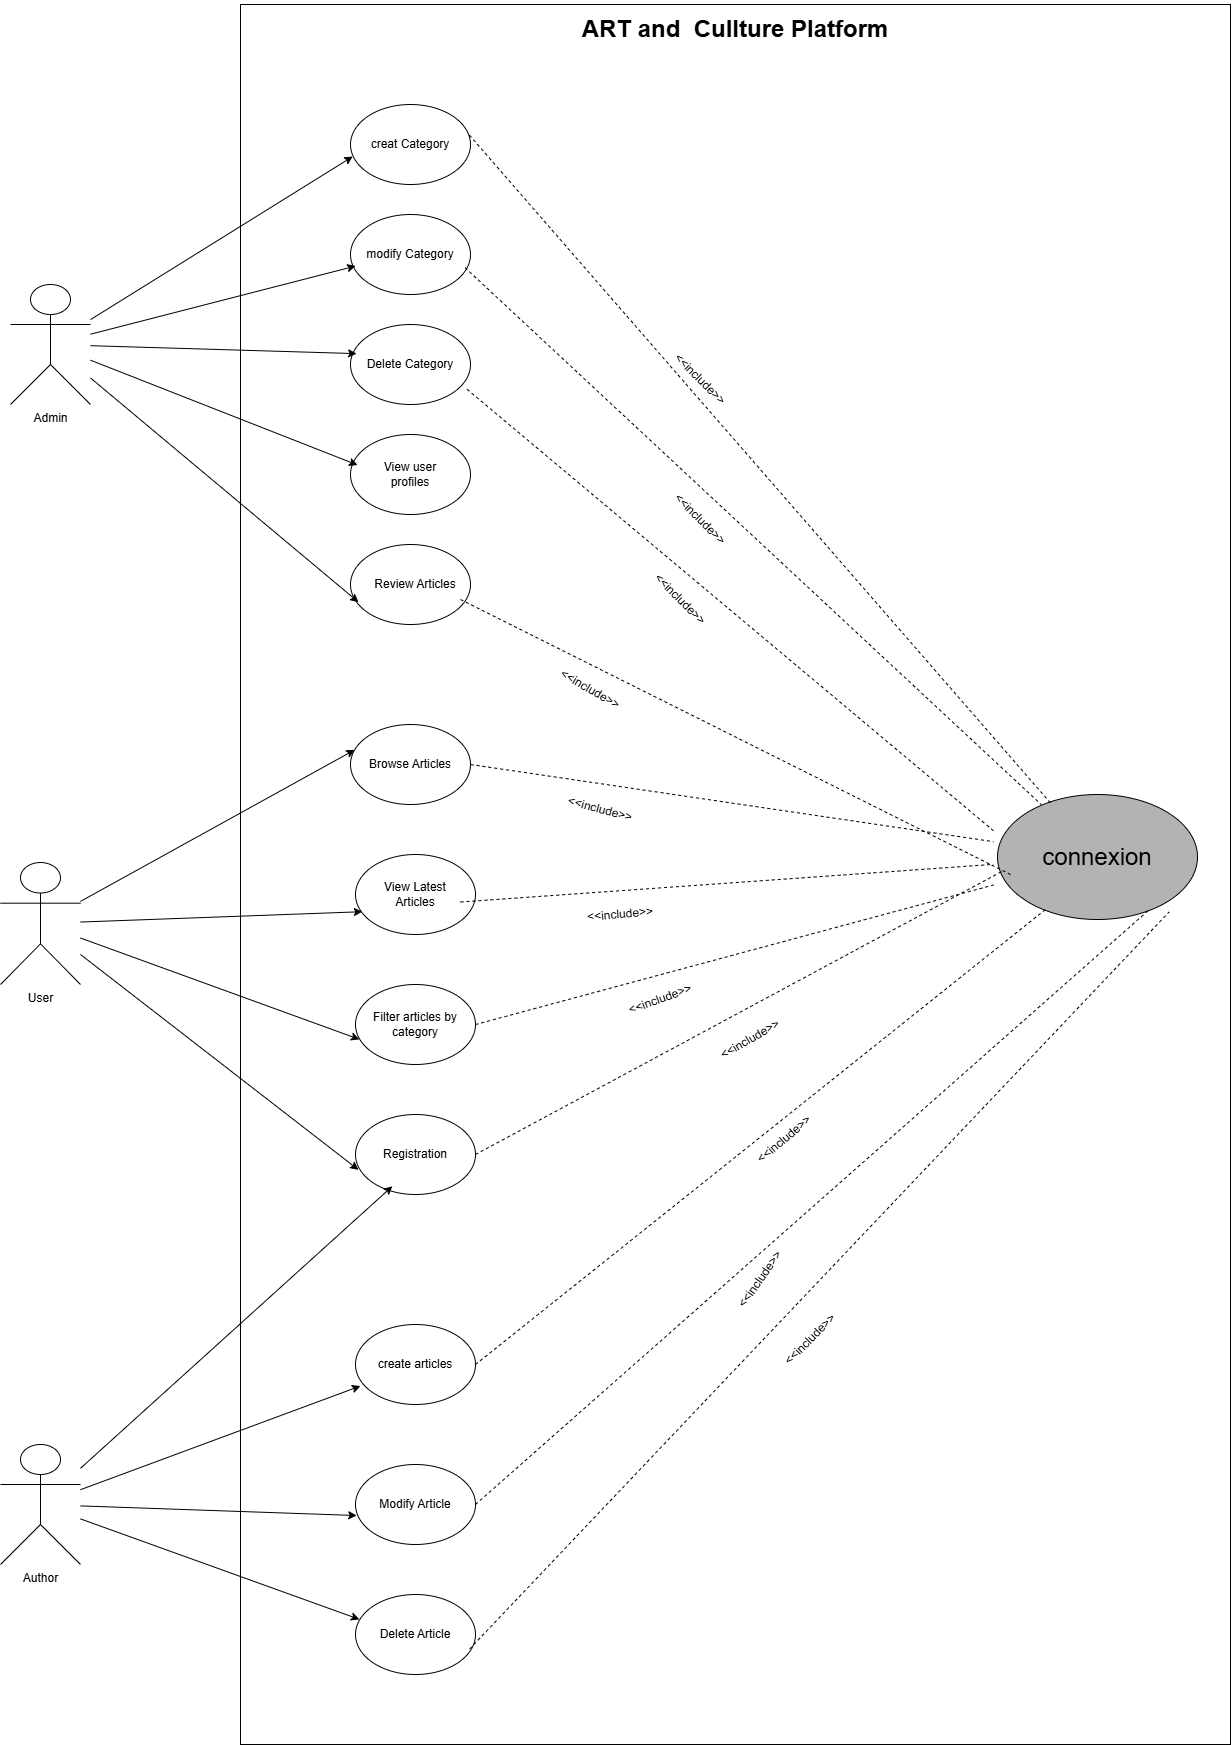 ART and  Cullture Platform
creat Category
modify Category
Admin
Delete Category
<<include>>
View user
profiles
<<include>>
Review Articles
<<include>>
<<include>>
Browse Articles
<<include>>
connexion
View Latest
Articles
<<include>>
User
Filter articles by
category
<<include>>
<<include>>
Registration
<<include>>
<<include>>
create articles
<<include>>
Modify Article
Author
Delete Article